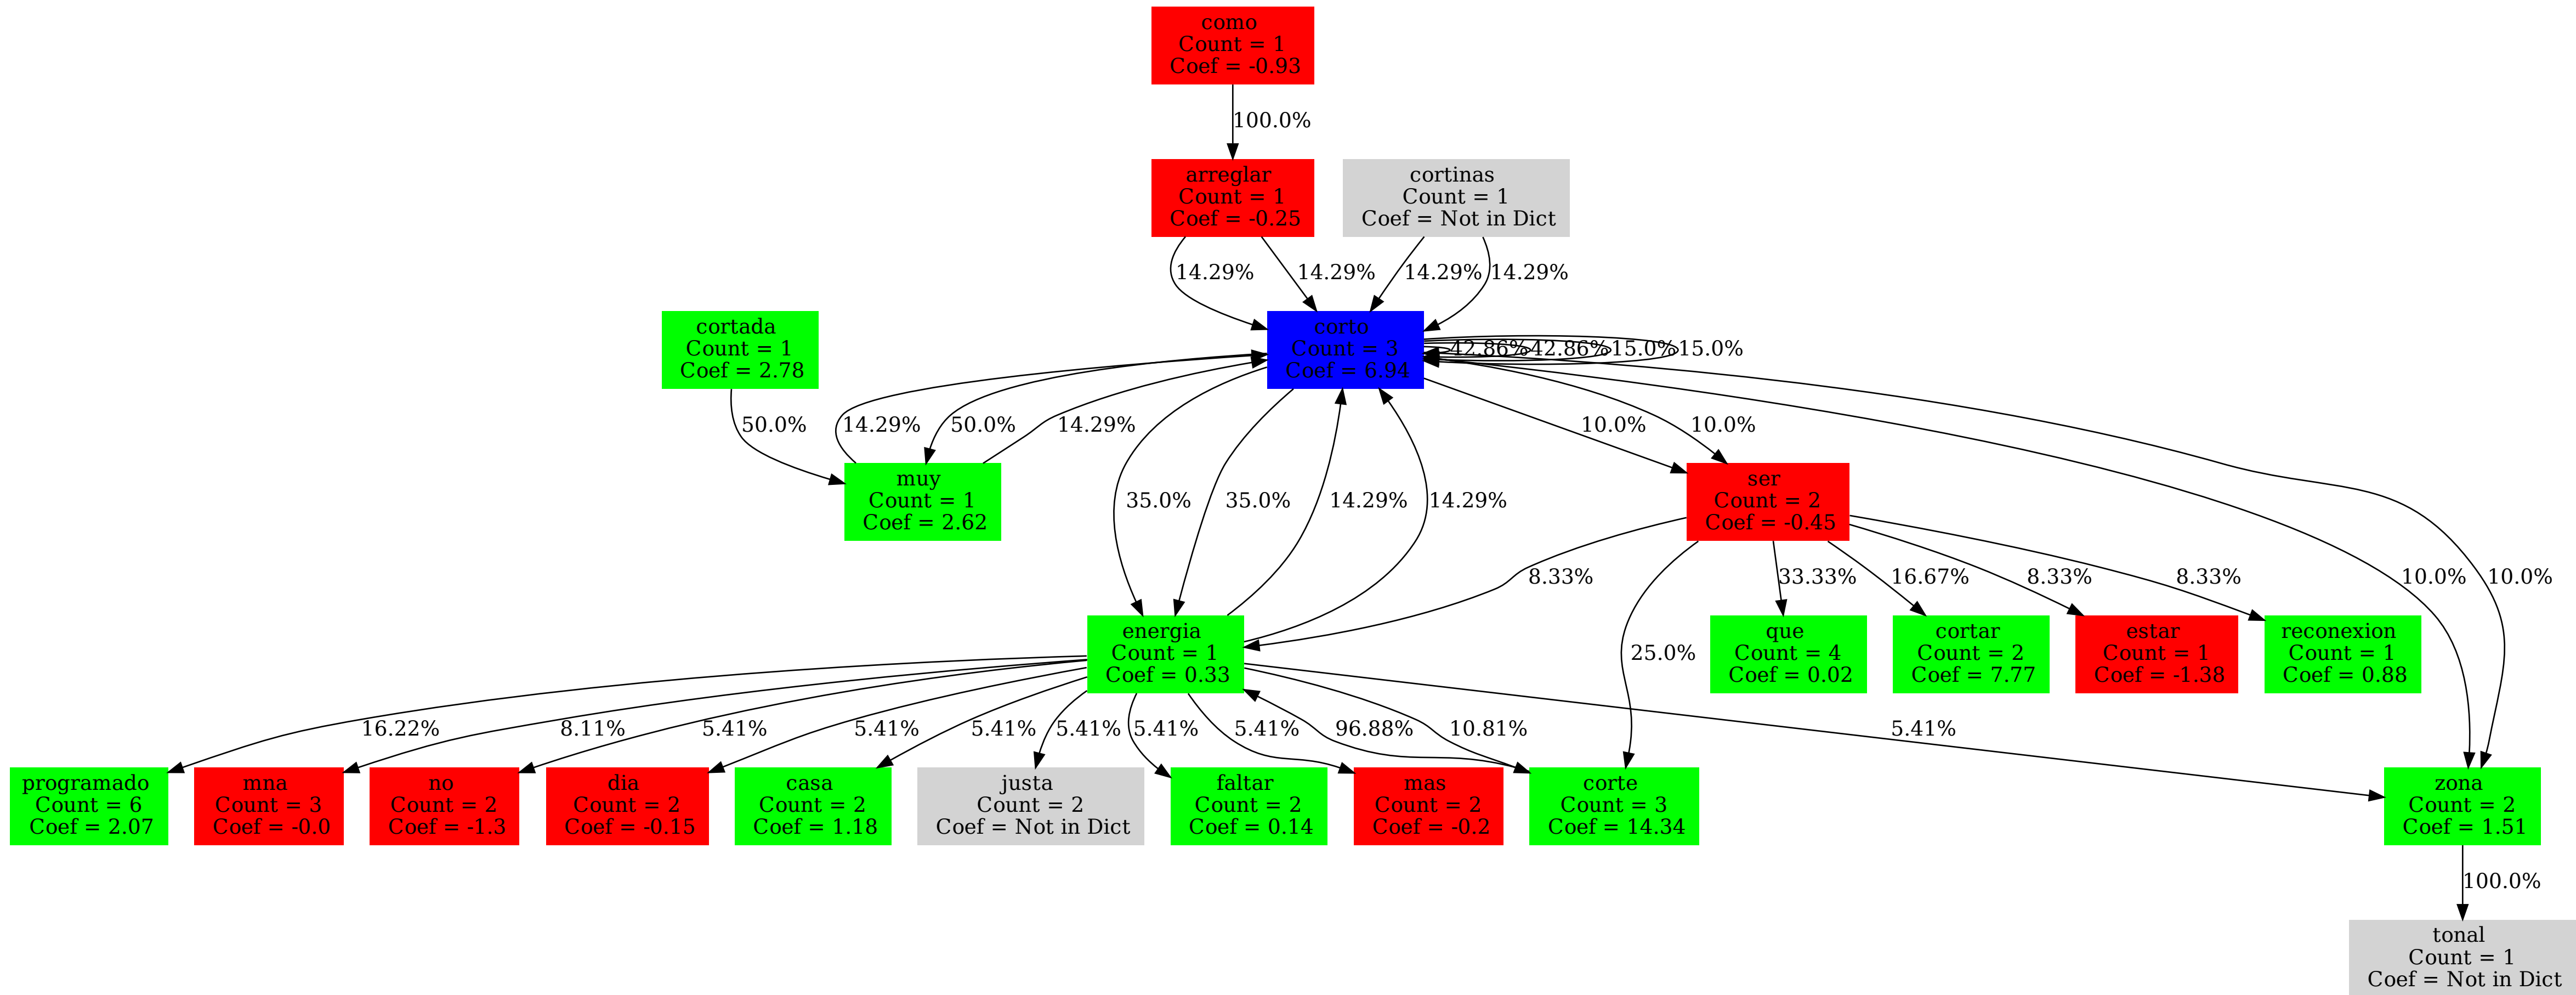 como
Count = 1
Coef = -0.93
100.0%
arreglar
Count = 1
Coef = -0.25
cortinas
Count = 1
Coef = Not in Dict
14.29%
14.29%
14.29%
14.29%
cortada
Count = 1
Coef = 2.78
corto
Count = 3
Coef = 6.94
42.86%
42.86%
15.0%
15.0%
50.0%
14.29%
50.0%
14.29%
10.0%
10.0%
muy
Count = 1
Coef = 2.62
35.0%
35.0%
14.29%
14.29%
ser
Count = 2
Coef = -0.45
8.33%
33.33%
16.67%
8.33%
8.33%
10.0%
10.0%
energia
Count = 1
Coef = 0.33
25.0%
que
Count = 4
Coef = 0.02
cortar
Count = 2
Coef = 7.77
estar
Count = 1
Coef = -1.38
reconexion
Count = 1
Coef = 0.88
16.22%
8.11%
5.41%
5.41%
5.41%
5.41%
5.41%
5.41%
96.88%
10.81%
5.41%
programado
Count = 6
Coef = 2.07
mna
Count = 3
Coef = -0.0
no
Count = 2
Coef = -1.3
dia
Count = 2
Coef = -0.15
casa
Count = 2
Coef = 1.18
justa
Count = 2
Coef = Not in Dict
faltar
Count = 2
Coef = 0.14
mas
Count = 2
Coef = -0.2
corte
Count = 3
Coef = 14.34
zona
Count = 2
Coef = 1.51
100.0%
tonal
Count = 1
Coef = Not in Dict